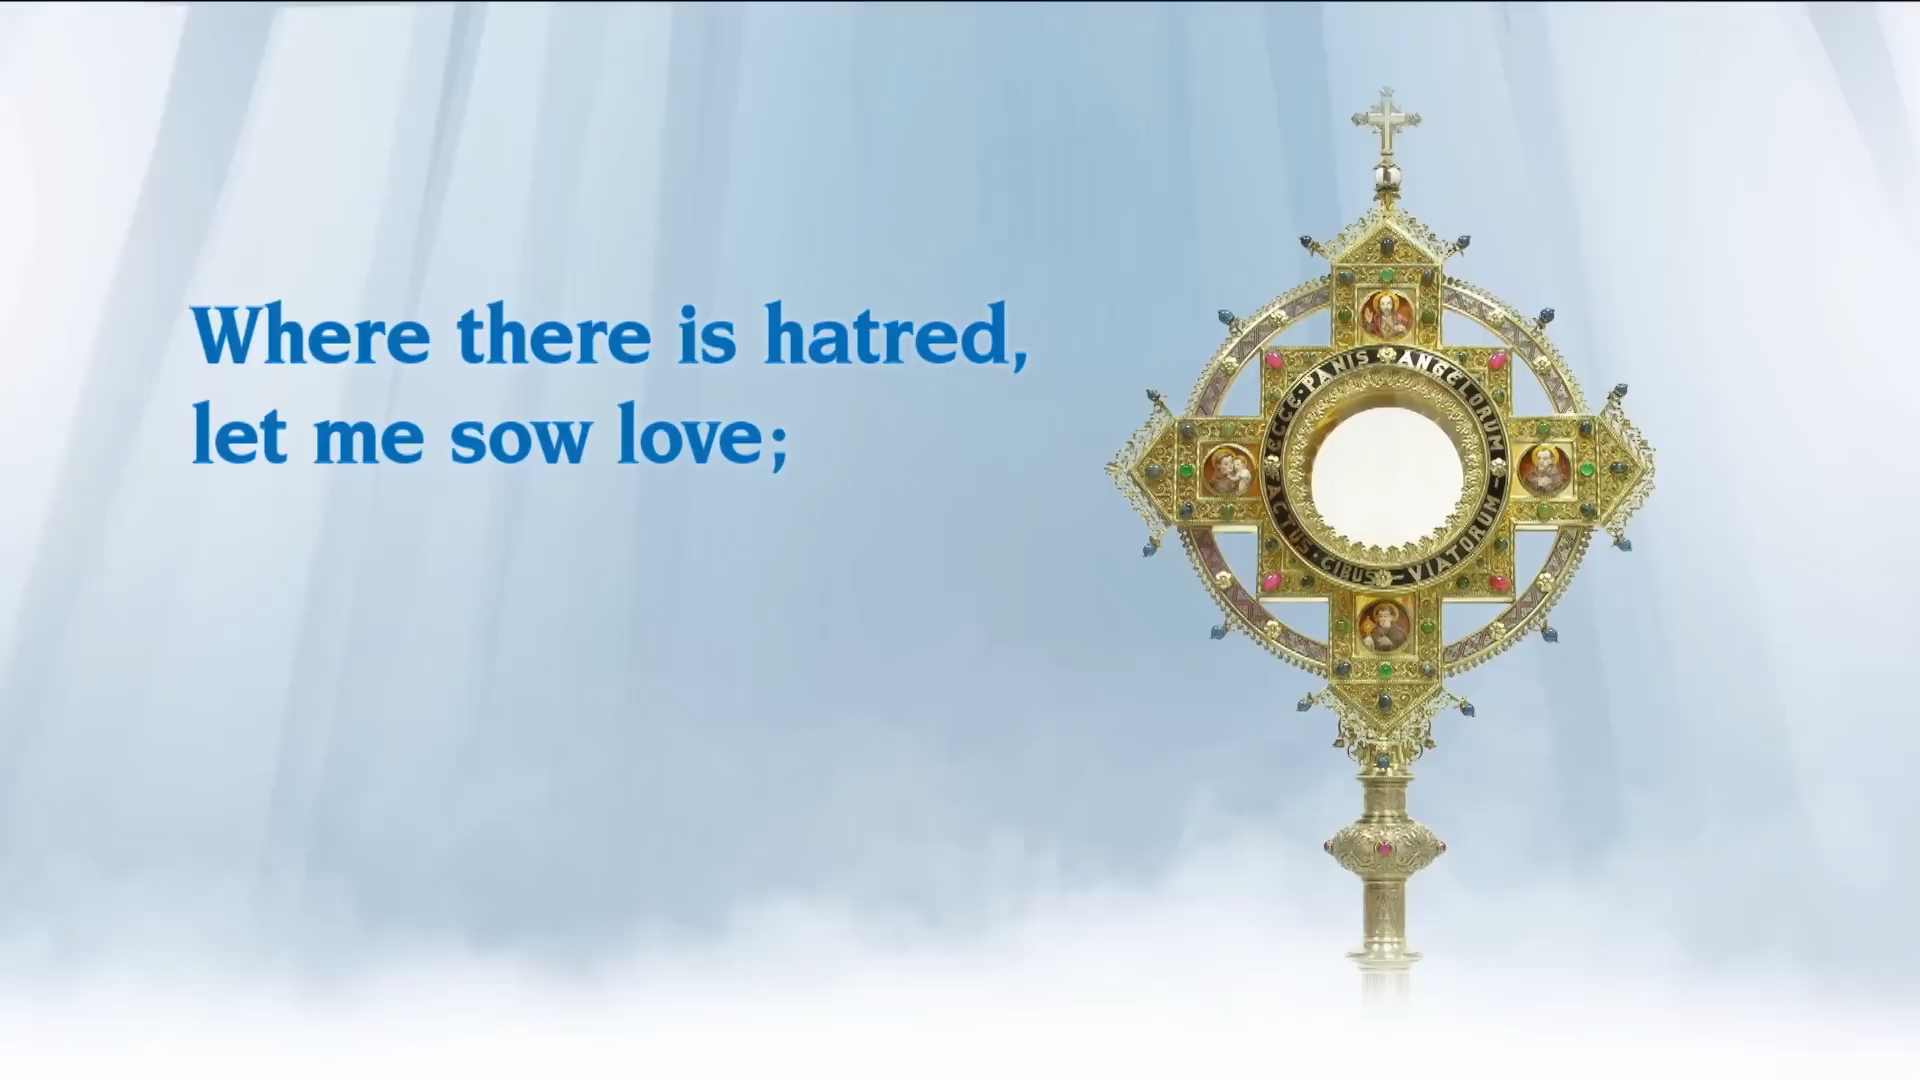 Where there is hatred,
let me sow love;
ECCE · PANIS ANGELORUM
FACTUS · CIBUS VIATORUM